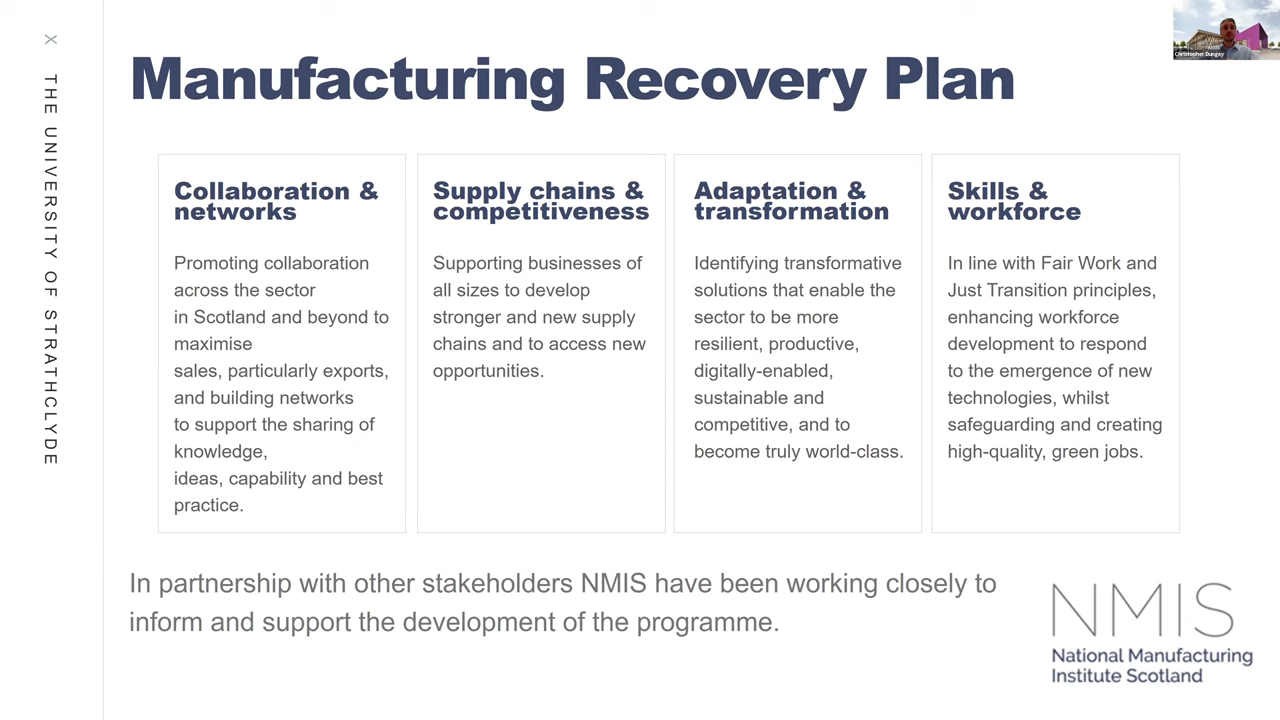 X THE UNIVERSITY OF STRATHCLYDE
Manufacturing Recovery Plan
Christopher Dungey
Collaboration &
networks
Promoting collaboration
across the sector
in Scotland and beyond to
maximise
sales, particularly exports,
and building networks
to support the sharing of
knowledge,
ideas, capability and best
practice.
Supply chains &
competitiveness
Supporting businesses of
all sizes to develop
stronger and new supply
chains and to access new
opportunities.
Adaptation &
transformation
Identifying transformative
solutions that enable the
sector to be more
resilient, productive,
digitally-enabled,
sustainable and
competitive, and to
become truly world-class.
Skills &
workforce
In line with Fair Work and
Just Transition principles,
enhancing workforce
development to respond
to the emergence of new
technologies, whilst
safeguarding and creating
high-quality, green jobs.
In partnership with other stakeholders NMIS have been working closely to
inform and support the development of the programme.
NMIS
National Manufacturing
Institute Scotland